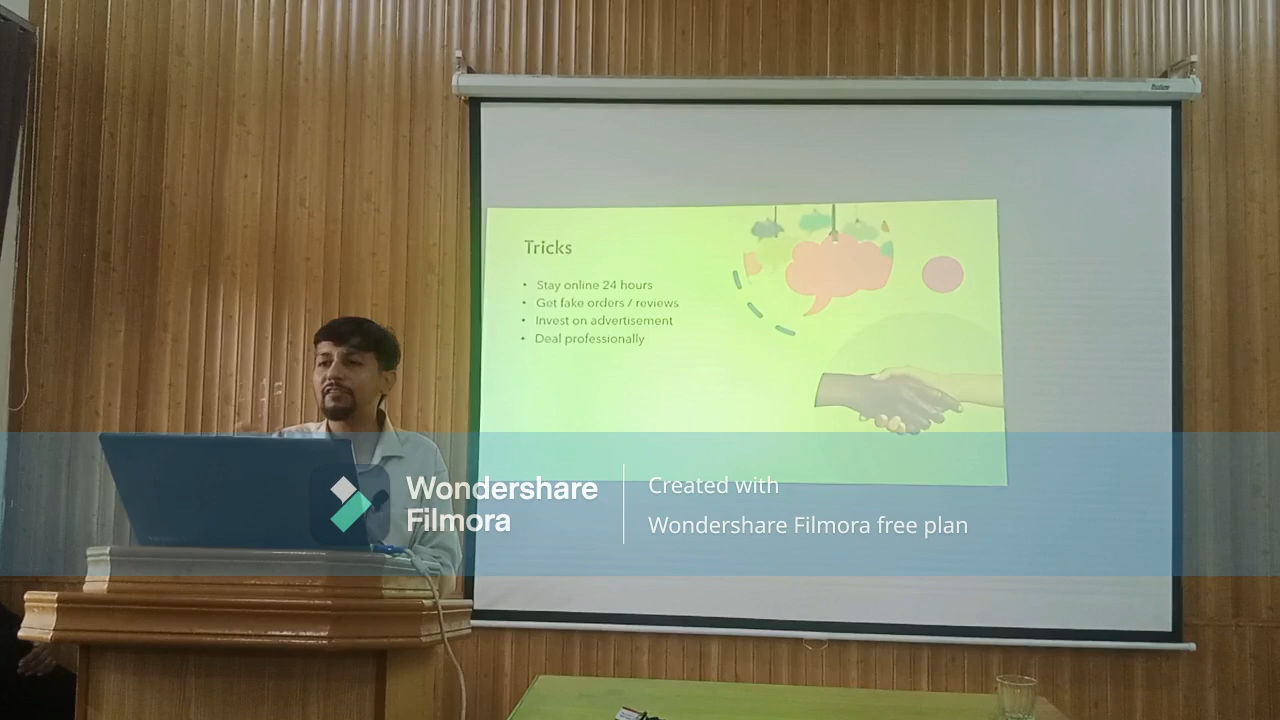 Tricks
• Stay online 24 hours
• Get fake orders / reviews
• Invest on advertisement
• Deal professionally
Wondershare
Filmora
Created with
Wondershare Filmora free plan